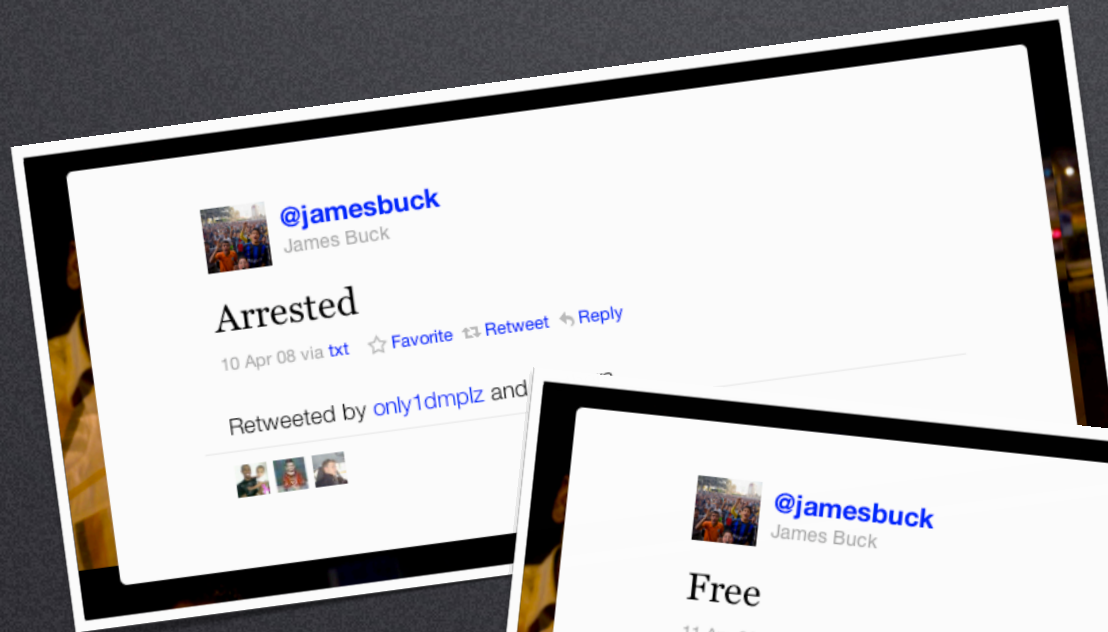 @jamesbuck
James Buck
Arrested
10 Apr 08 via txt Favorite Retweet Reply
Retweeted by only1dmplz and
@jamesbuck
James Buck
Free
11